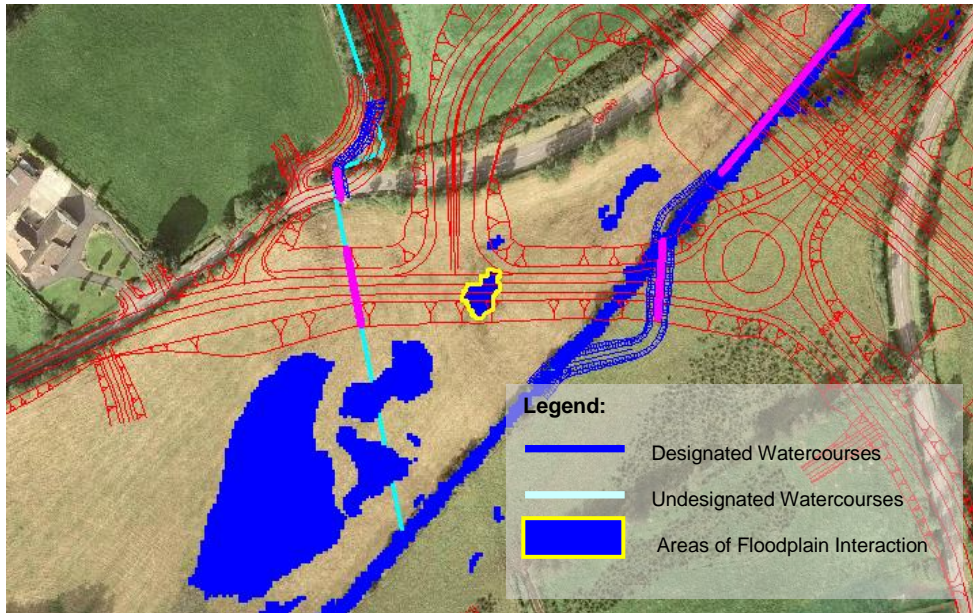 Legend:
Designated Watercourses
Undesignated Watercourses
Areas of Floodplain Interaction